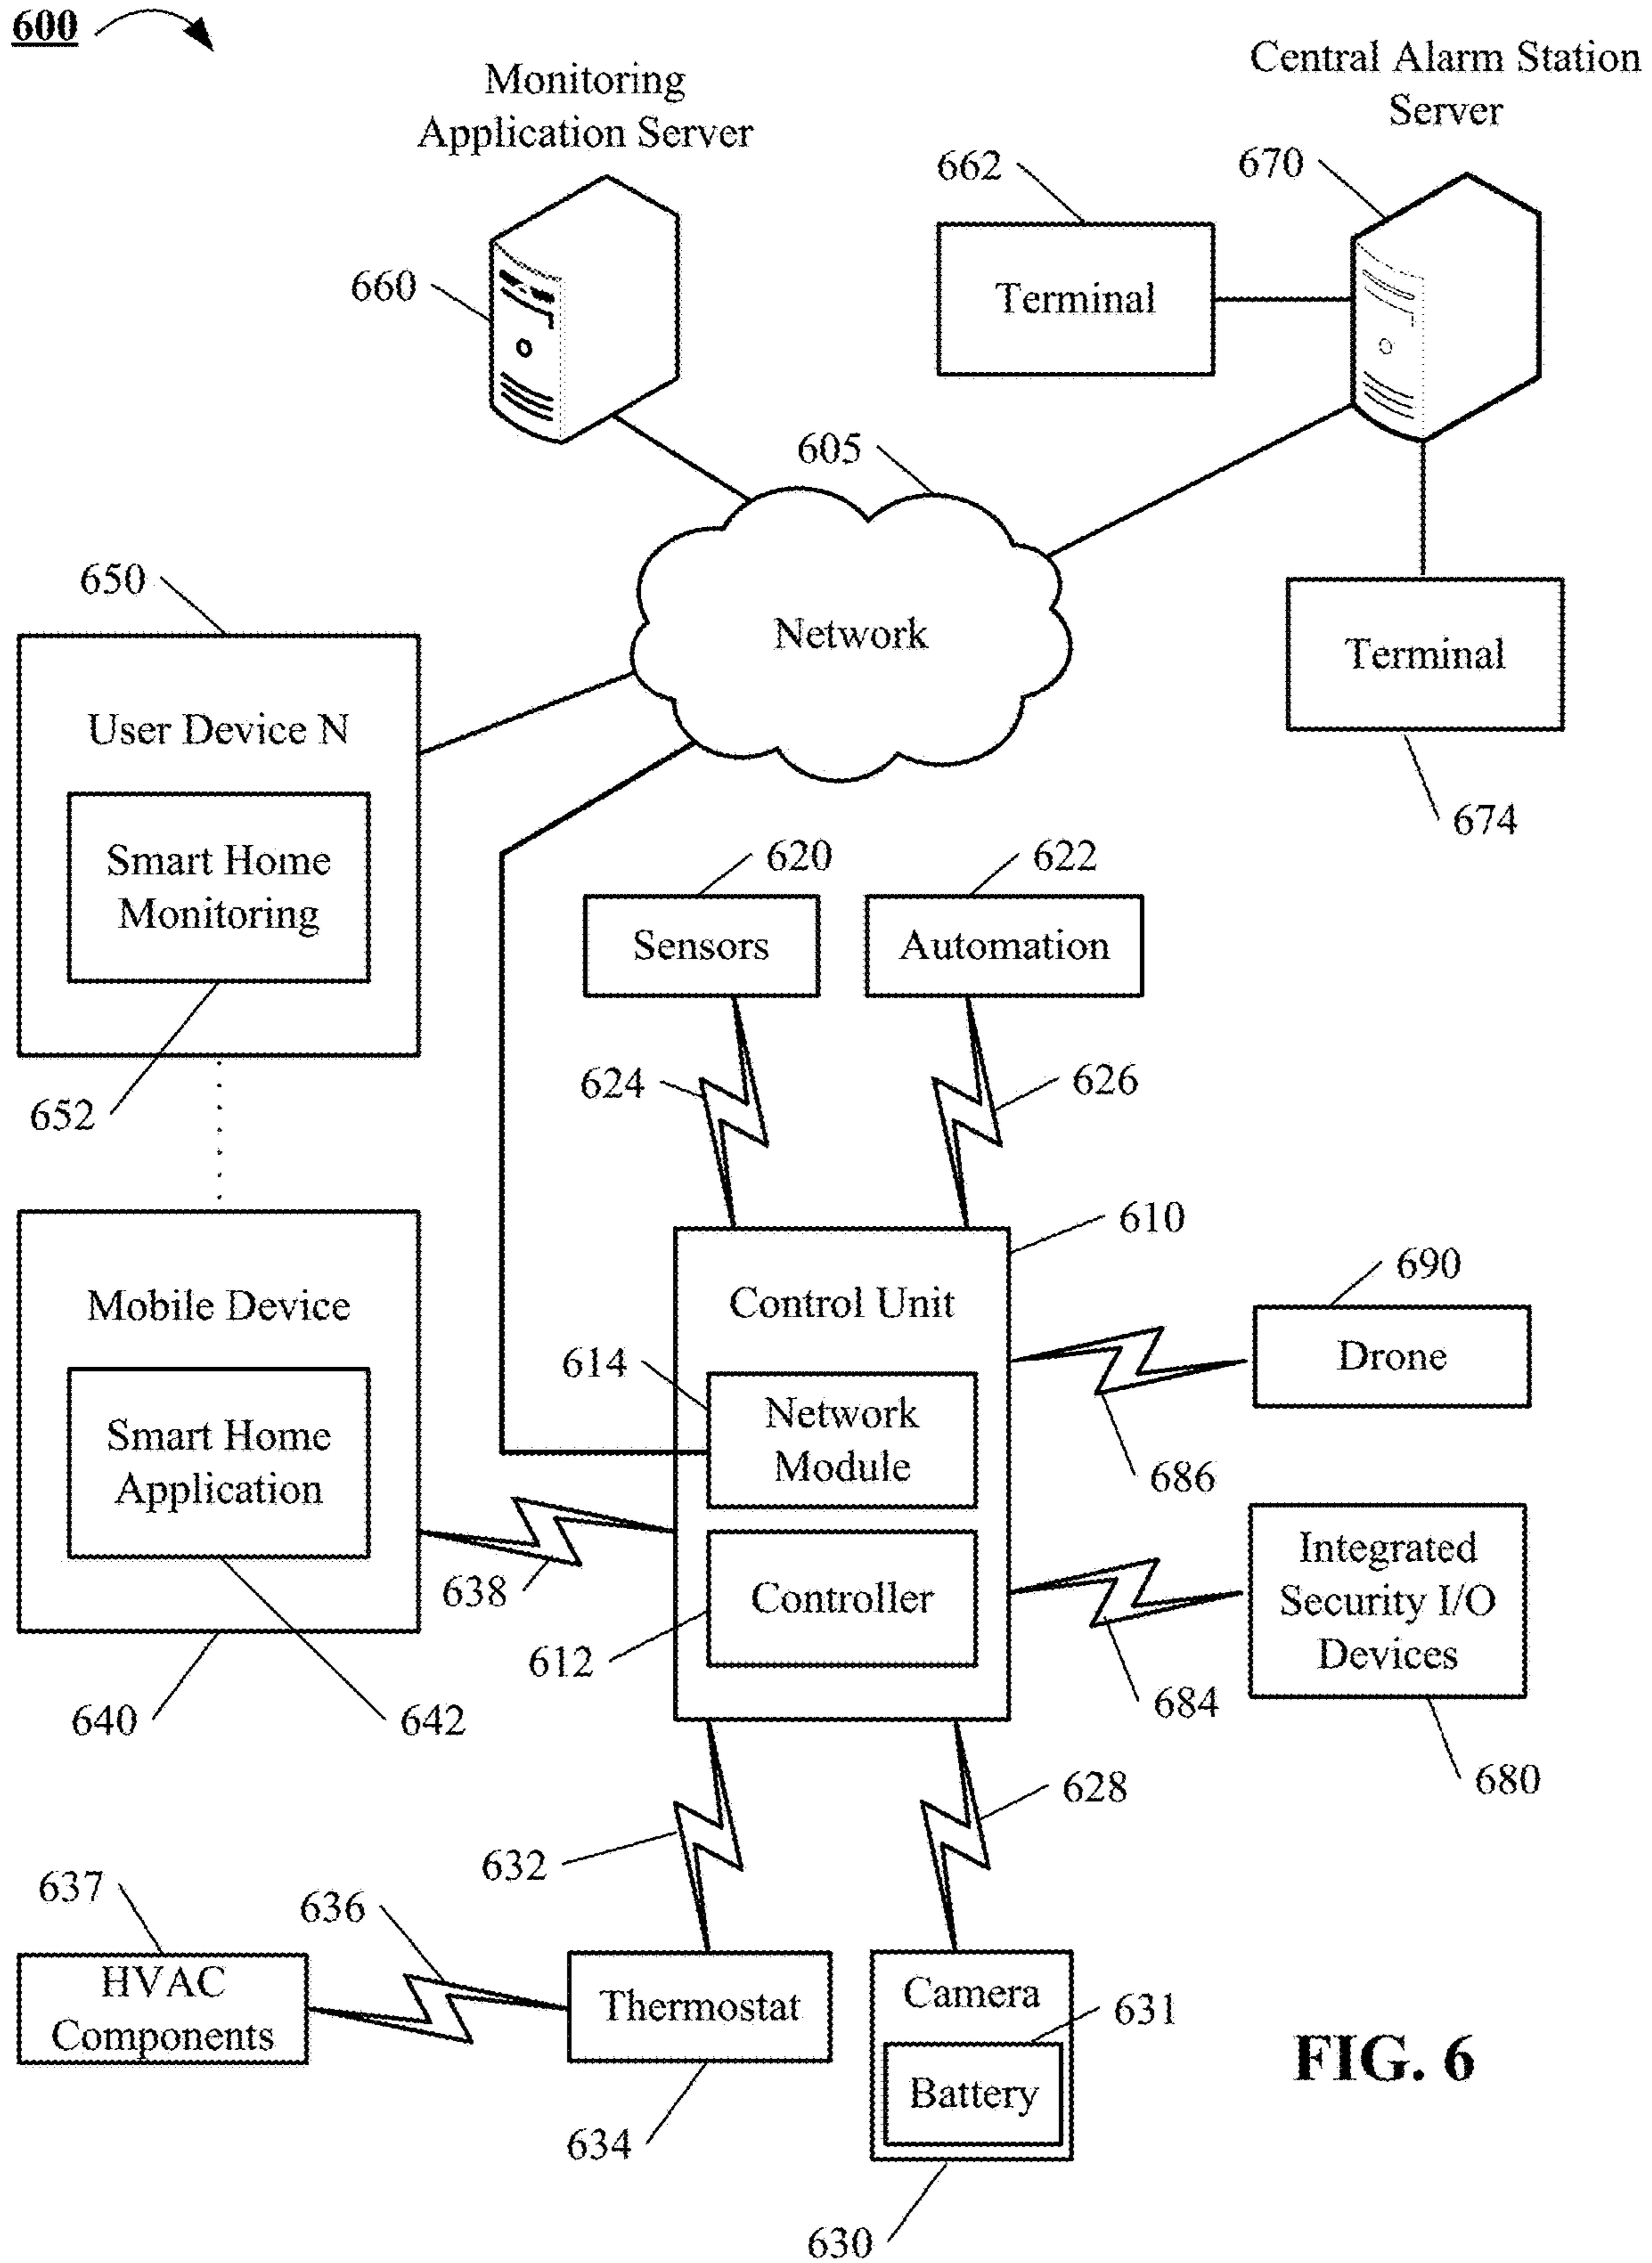 600
Monitoring
Application Server
Central Alarm Station
Server
662
670
Terminal
660
605
Network
650
User Device N
Smart Home
Monitoring
652
Terminal
674
620
622
Sensors
Automation
624
626
610
Control Unit
690
Drone
614
Network
Module
686
Mobile Device
Smart Home
Application
638
Controller
612
Integrated
Security I/O
Devices
684
680
640
642
632
628
637
636
HVAC
Components
Thermostat
634
Camera
631
Battery
630
FIG. 6